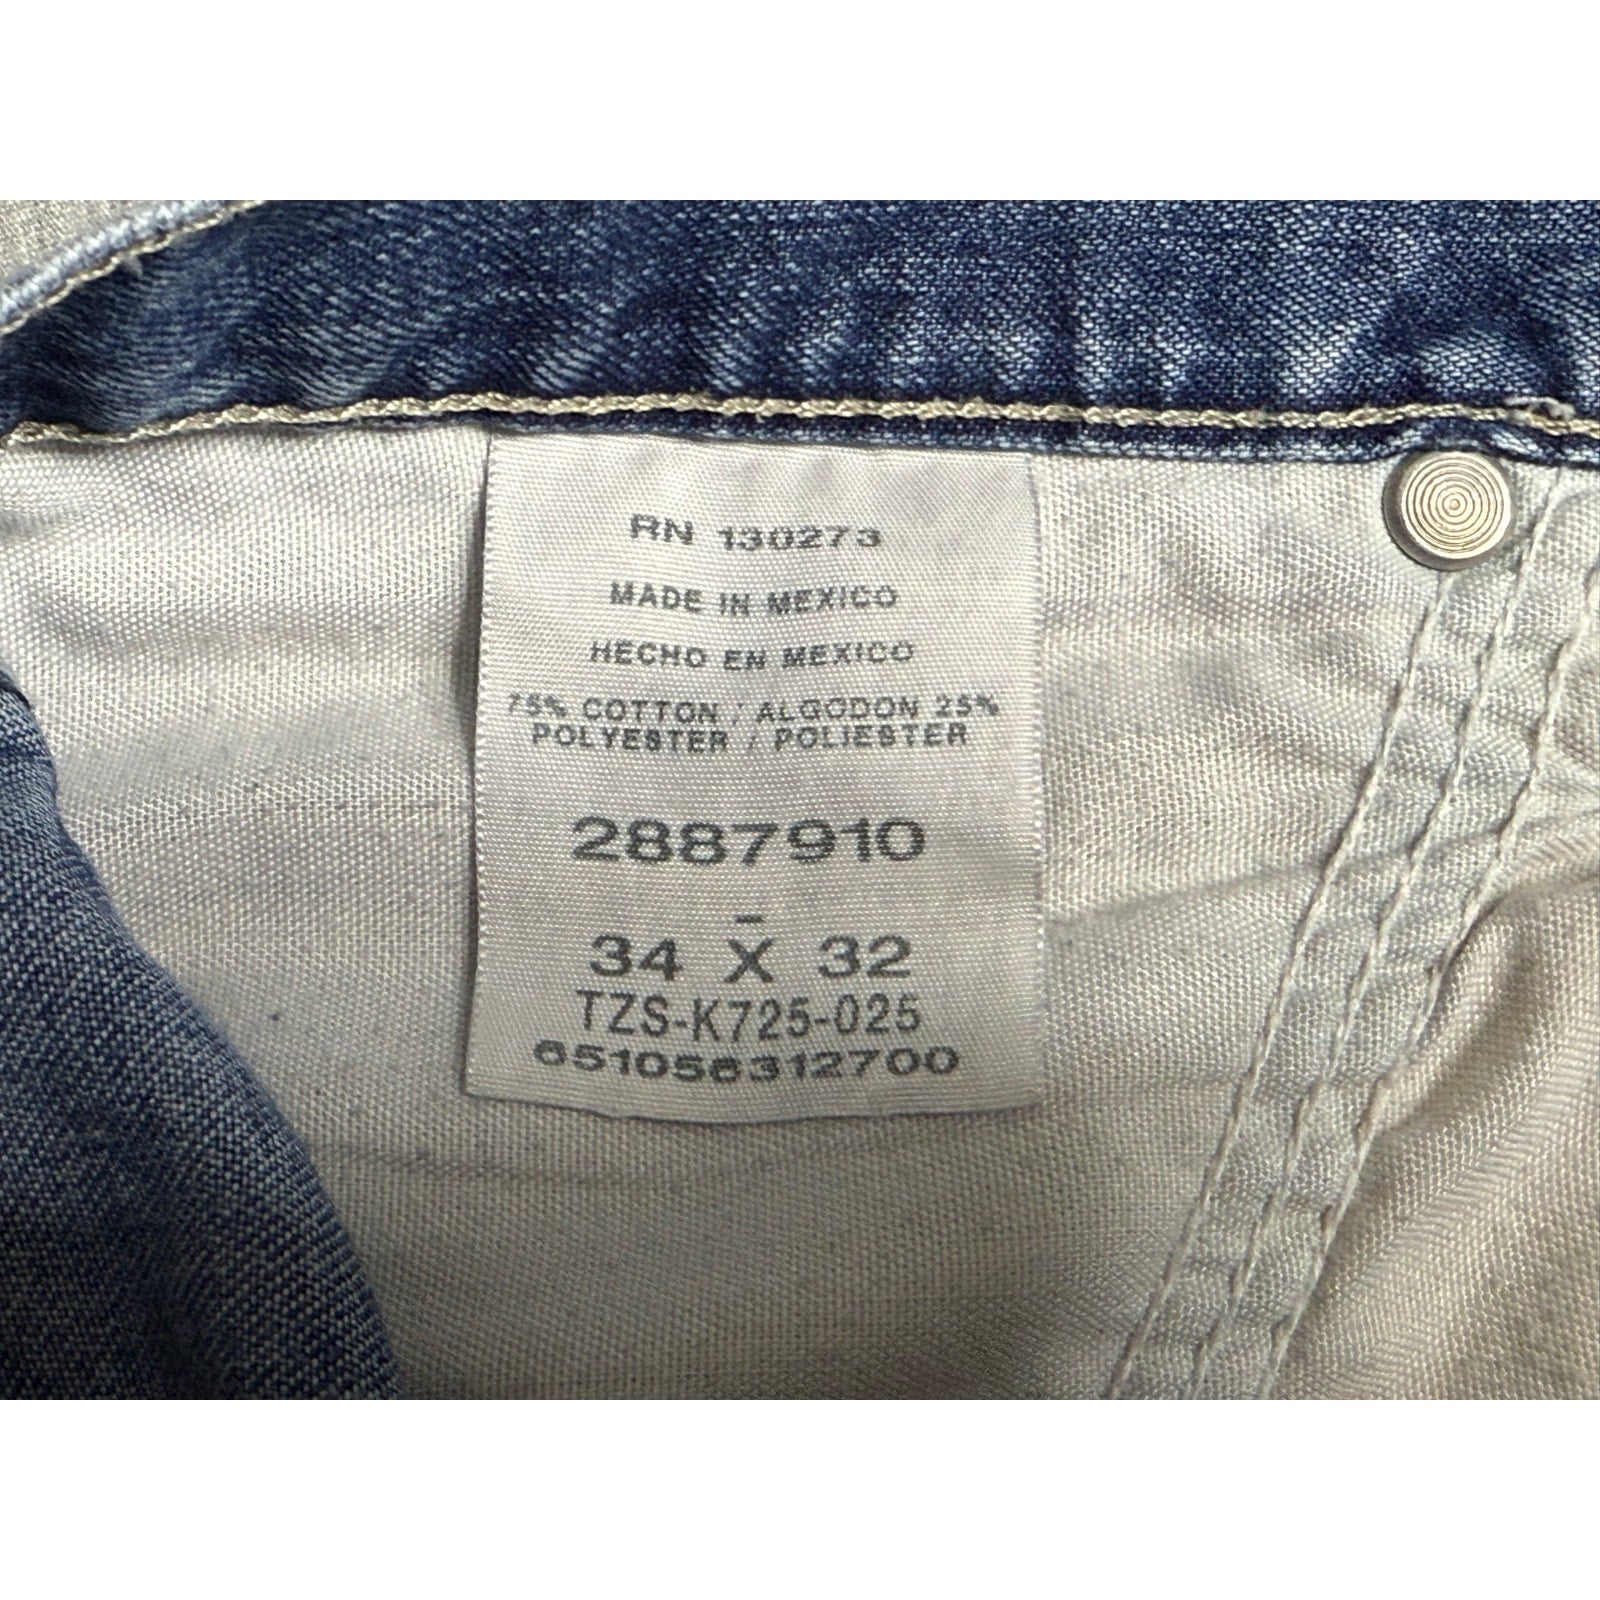 RN 130273
MADE IN MEXICO
HECHO EN MEXICO
75% COTTON / ALGODON 25%
POLYESTER / POLIESTER
2887910
-
34 X 32
TZS-K725-025
651056312700